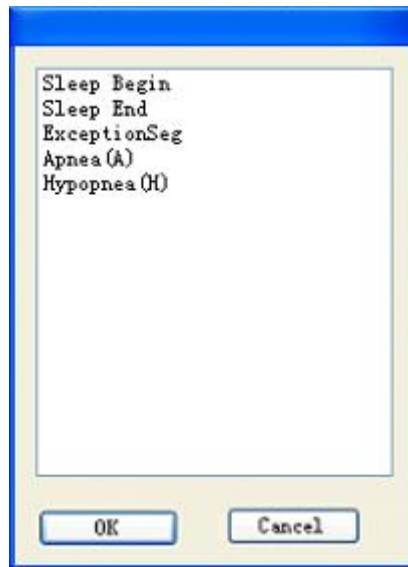 Sleep Begin
Sleep End
ExceptionSeg
Apnea(A)
Hypopnea(H)
OK
Cancel